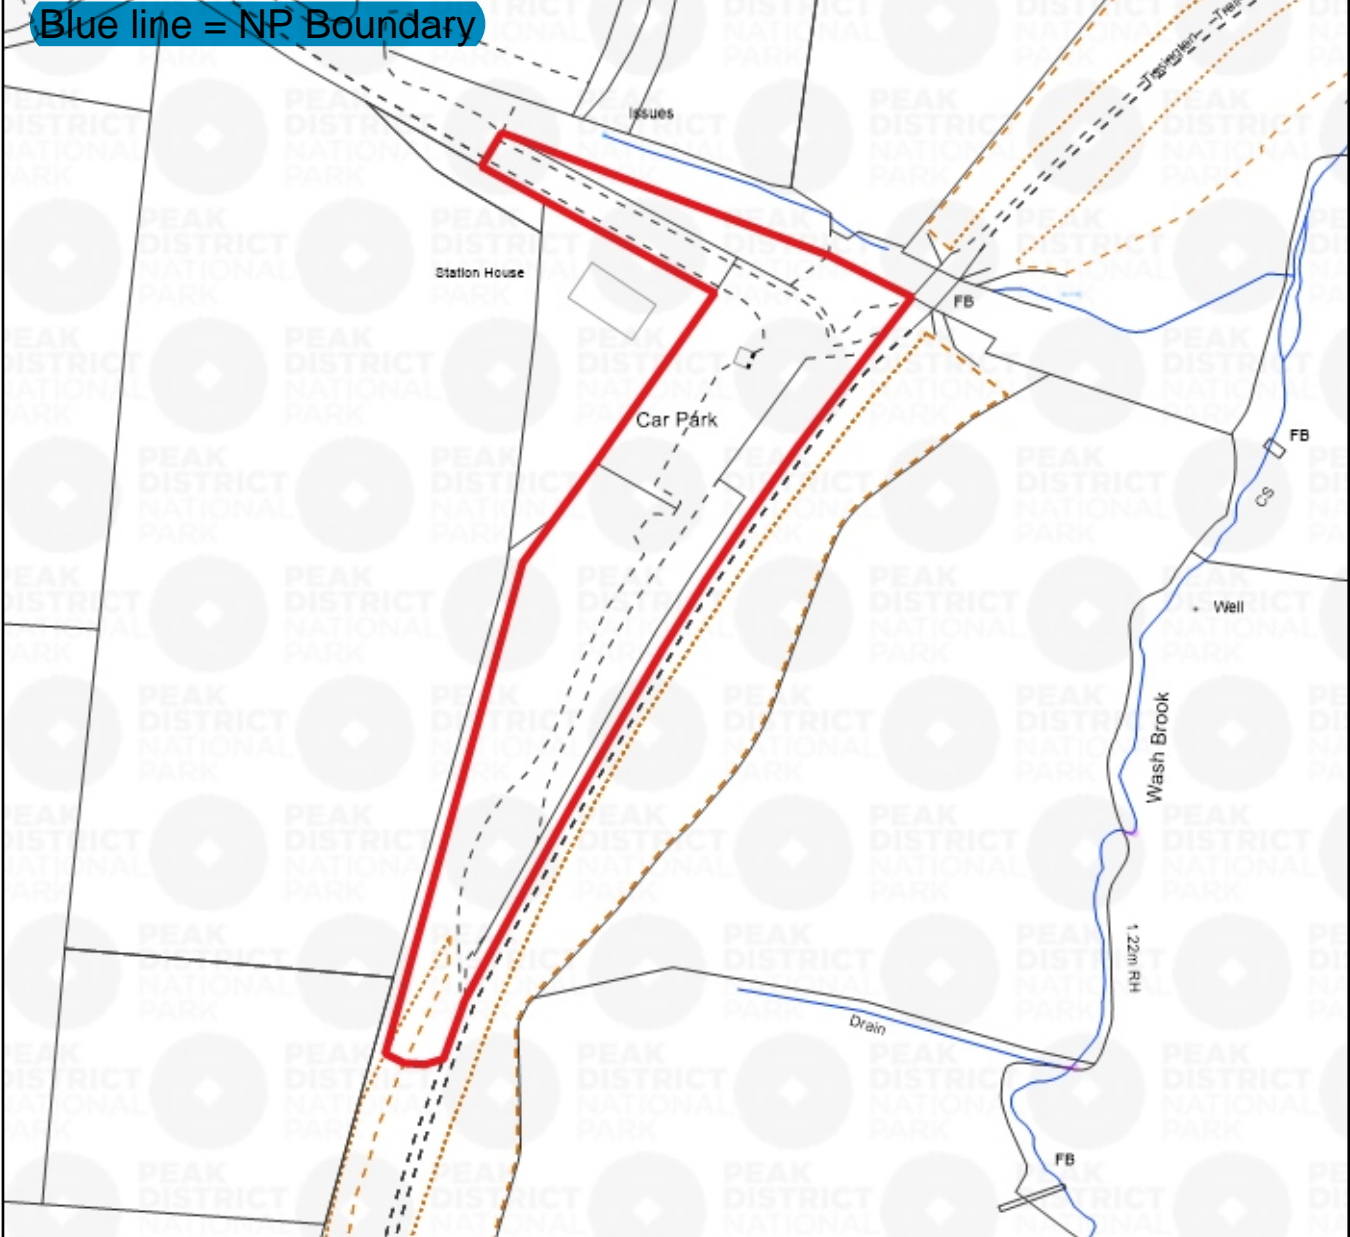 Blue line = NP Boundary
Issues
Station House
FB
Car Park
FB
CS
Well
Wash Brook
1.22m RH
Drain
FB
PEAK
DISTRICT
NATIONAL
PARK